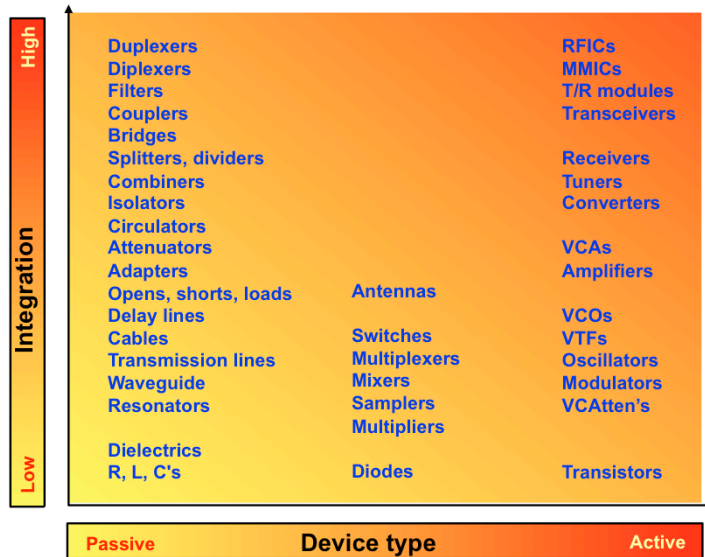 High
Integration
Low
Duplexers
Diplexers
Filters
Couplers
Bridges
Splitters, dividers
Combiners
Isolators
Circulators
Attenuators
Adapters
Opens, shorts, loads
Delay lines
Cables
Transmission lines
Waveguide
Resonators
Dielectrics
R, L, C's
Antennas
Switches
Multiplexers
Mixers
Samplers
Multipliers
Diodes
RFICs
MMICs
T/R modules
Transceivers
Receivers
Tuners
Converters
VCAs
Amplifiers
VCOs
VTFs
Oscillators
Modulators
VCAtten's
Transistors
Passive
Device type
Active